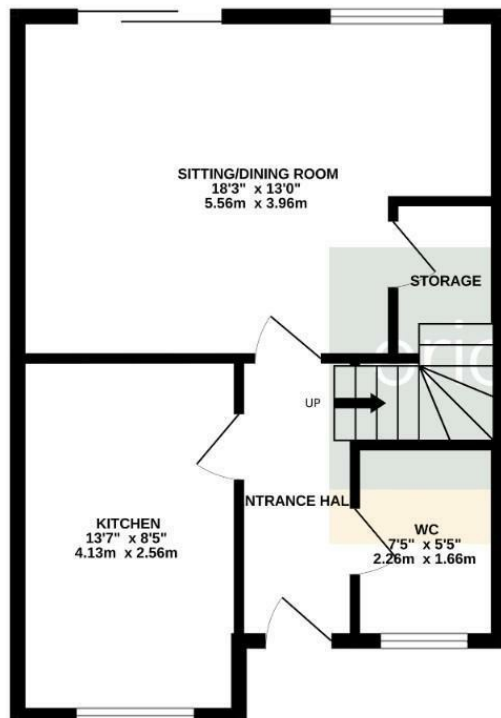 SITTING/DINING ROOM
18'3" x 13'0"
5.56m x 3.96m
STORAGE
UP
NTRANCE HAL
KITCHEN
13'7" x 8'5"
4.13m x 2.56m
WC
7'5" x 5'5"
2.26m x 1.66m